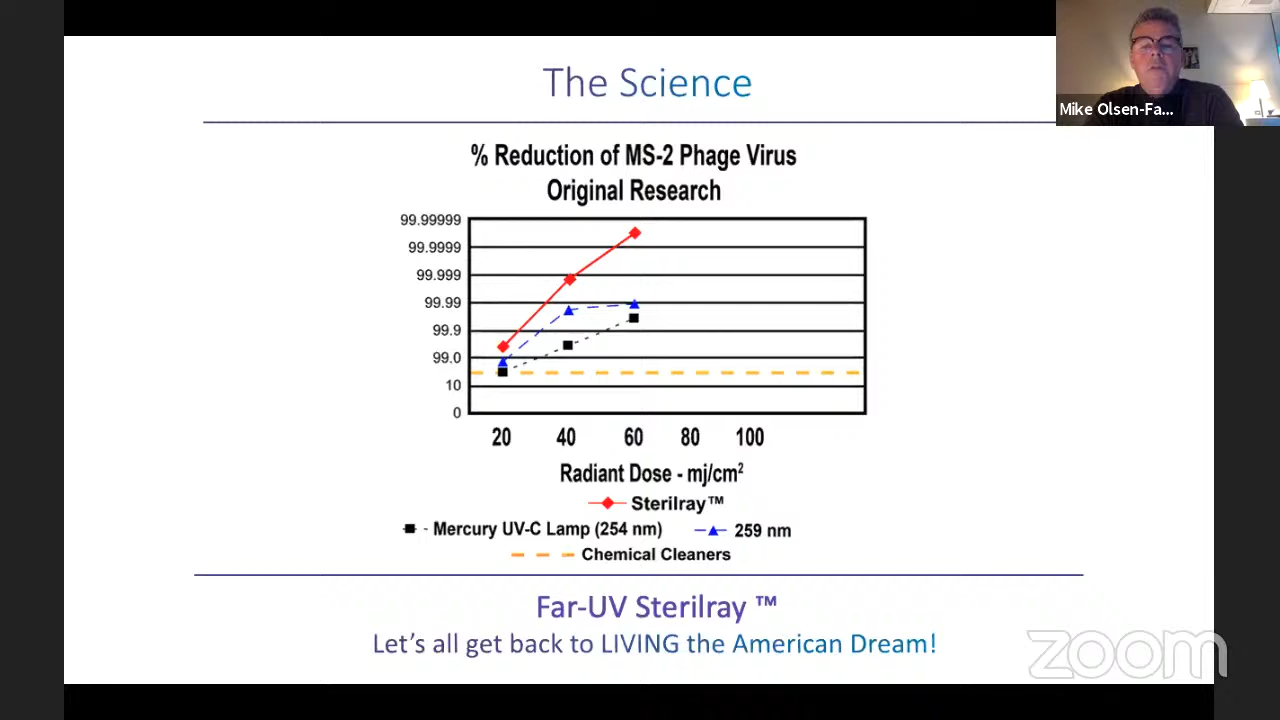 The Science
Mike Olsen-Fa...
% Reduction of MS-2 Phage Virus
Original Research
99.99999
99.9999
99.999
99.99
99.9
99.0
10
0
20 40 60 80 100
Radiant Dose - mj/cm²
Sterilray™
Mercury UV-C Lamp (254 nm) 259 nm
Chemical Cleaners
Far-UV Sterilray ™
Let's all get back to LIVING the American Dream!
zoom